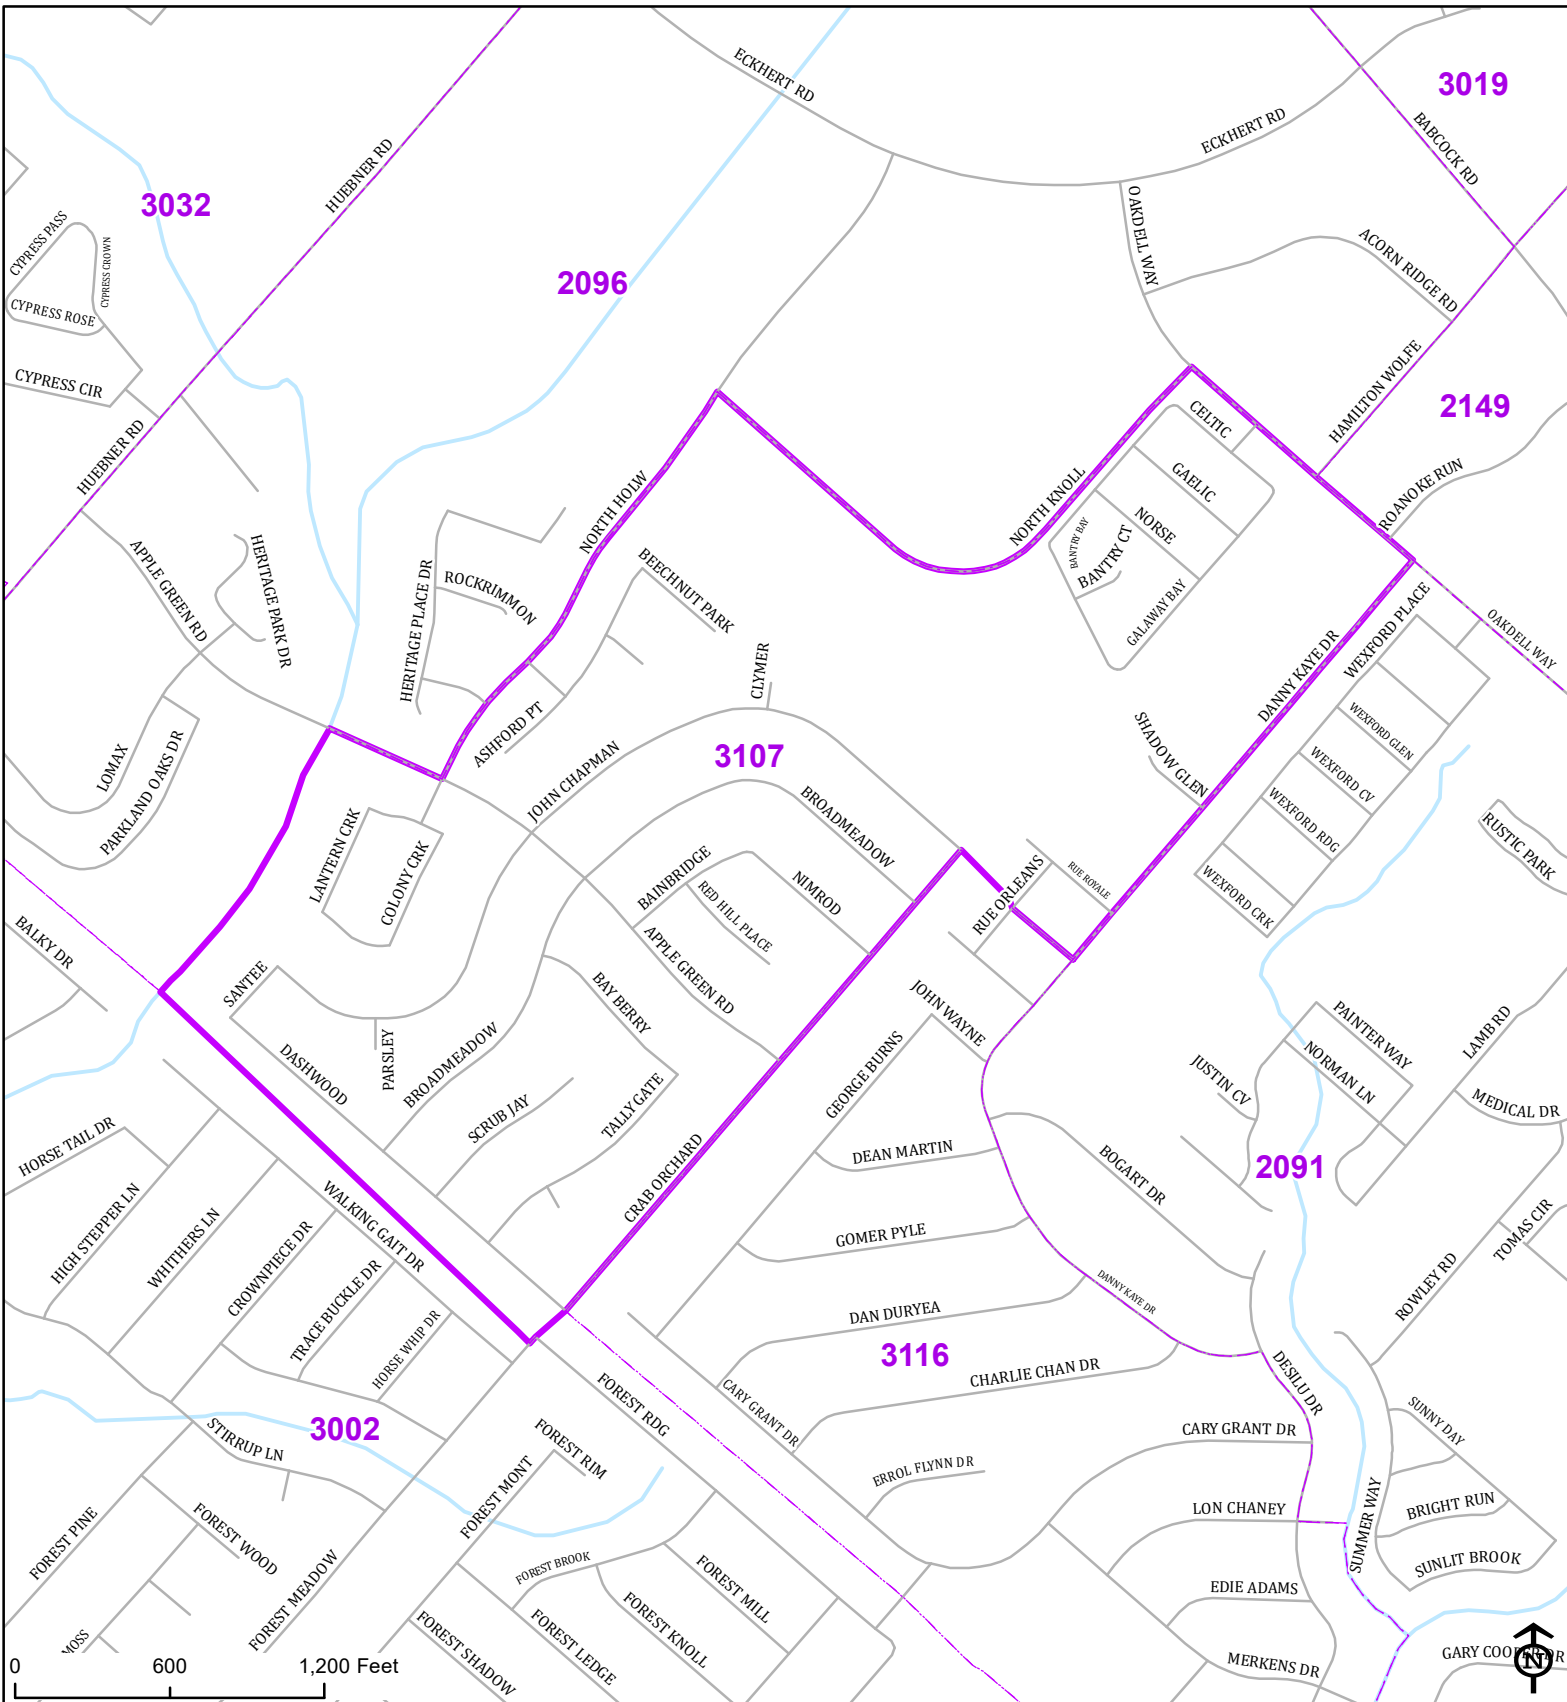 ECKHERT RD
3019
BABCOCK RD
ECKHERT RD
HUEBNER RD
3032
CYPRESS PASS
CYPRESS CROWN
OAKDELL WAY
ACORN RIDGE RD
2096
CYPRESS ROSE
CYPRESS CIR
HAMILTON WOLFE
2149
CELTIC
HUEBNER RD
GAELIC
ROANOKE RUN
NORTH HOLW
NORTH KNOLL
NORSE
BANTRY BAY
BANTRY CT
HERITAGE PARK DR
APPLE GREEN RD
HERITAGE PLACE DR
ROCKRIMMON
BEECHNUT PARK
GALAWAY BAY
WEXFORD PLACE
OAKDELL WAY
CLYMER
DANNY KAYE DR
ASHFORD PT
WEXFORD GLEN
SHADOW GLEN
3107
LOMAX
PARKLAND OAKS DR
JOHN CHAPMAN
WEXFORD CV
BROADMEADOW
WEXFORD RDG
RUSTIC PARK
LANTERN CRK
COLONY CRK
BAINBRIDGE
RED HILL PLACE
NIMROD
RUE ORLEANS
RUE ROYALE
WEXFORD CRK
BALKY DR
APPLE GREEN RD
SANTEE
BAY BERRY
JOHN WAYNE
PAINTER WAY
LAMB RD
PARSLEY
DASHWOOD
BROADMEADOW
GEORGE BURNS
JUSTIN CV
NORMAN LN
MEDICAL DR
SCRUB JAY
TALLY GATE
HORSE TAIL DR
DEAN MARTIN
BOGART DR
2091
CRAB ORCHARD
HIGH STEPPER LN
WHITHERS LN
WALKING GAIT DR
CROWNPIECE DR
GOMER PYLE
TOMAS CIR
ROWLEY RD
TRACE BUCKLE DR
HORSE WHIP DR
DANNY KAYE DR
DAN DURYEA
3116
CHARLIE CHAN DR
DESILU DR
FOREST RDG
CARY GRANT DR
3002
STIRRUP LN
CARY GRANT DR
SUNNY DAY
FOREST RIM
FOREST MONT
ERROL FLYNN DR
LON CHANEY
BRIGHT RUN
FOREST PINE
FOREST WOOD
SUMMER WAY
SUNLIT BROOK
FOREST BROOK
FOREST MEADOW
EDIE ADAMS
FOREST MILL
FOREST KNOLL
FOREST LEDGE
FOREST SHADOW
MOSS
MERKENS DR
GARY COOPER DR
N
0 600 1,200 Feet